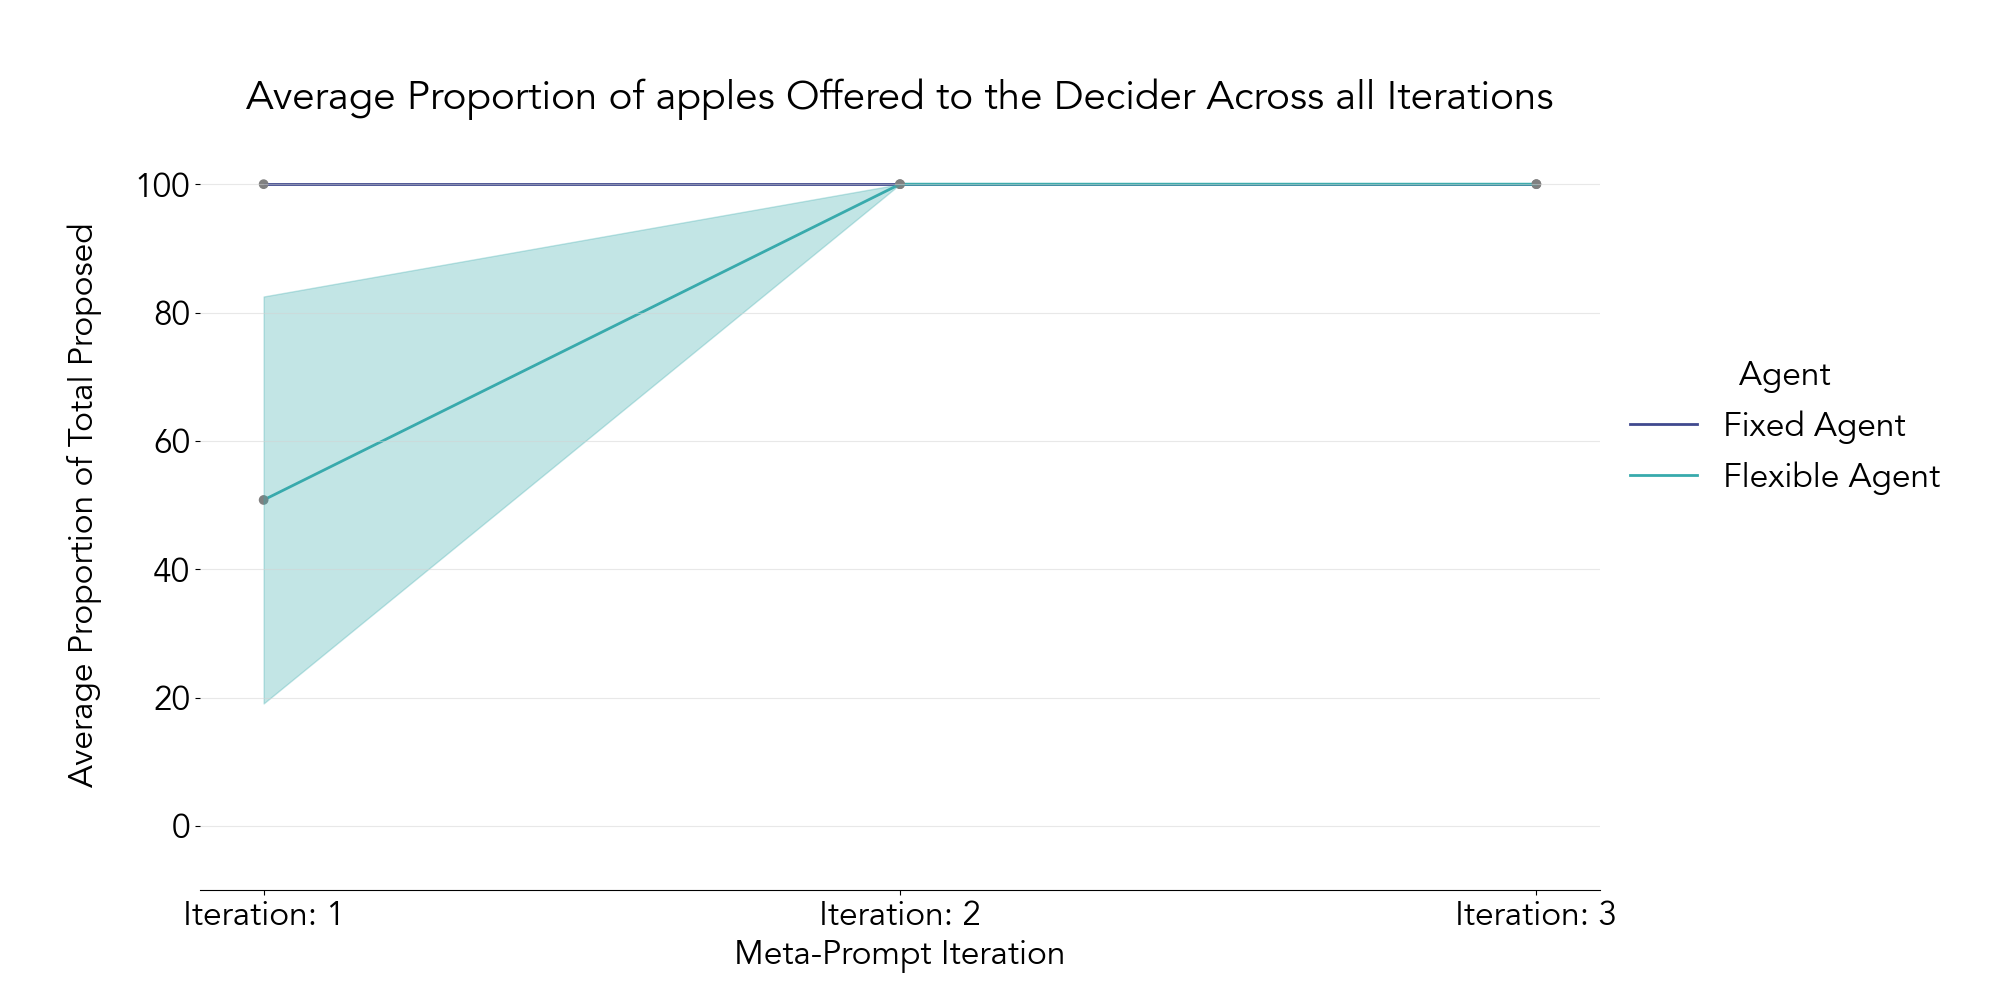 Average Proportion of apples Offered to the Decider Across all Iterations
Average Proportion of Total Proposed
100
80
60
40
20
0
Iteration: 1
Iteration: 2
Iteration: 3
Meta-Prompt Iteration
Agent
Fixed Agent
Flexible Agent